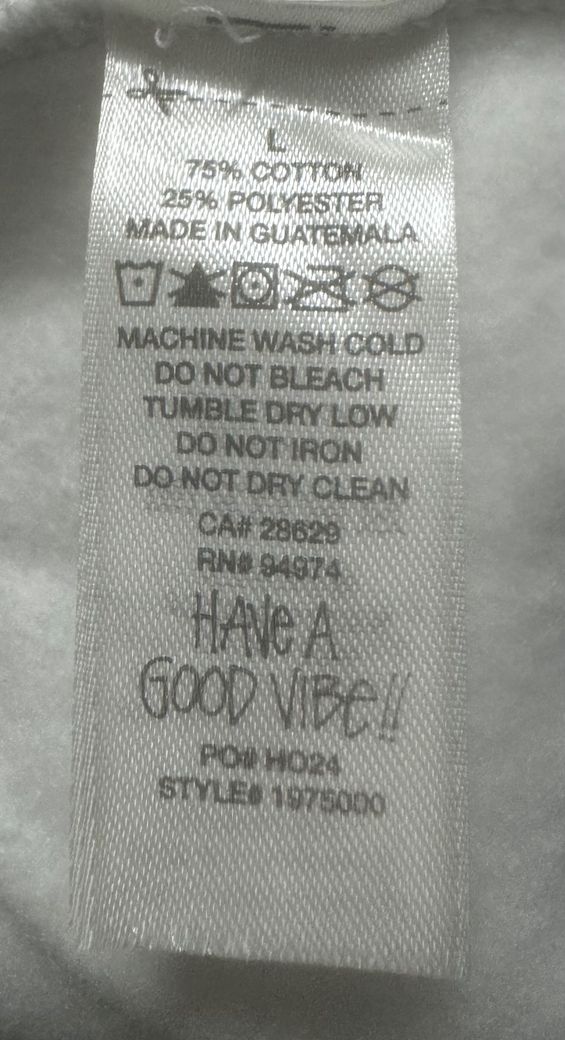 L
75% COTTON
25% POLYESTER
MADE IN GUATEMALA
MACHINE WASH COLD
DO NOT BLEACH
TUMBLE DRY LOW
DO NOT IRON
DO NOT DRY CLEAN
CA# 28629
RN# 94974
HAVe A
GOOD VIBe!!
PO# HO24
STYLE# 1975000